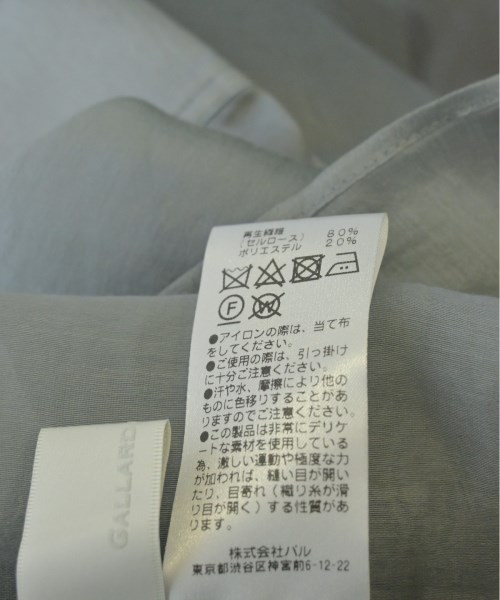 再生繊維 80%
(セルロース)
ポリエステル 20%
F W
●アイロンの際は、当て布
をしてください。
●ご使用の際は、引っ掛け
に十分ご注意ください。
●汗や水、摩擦により他の
ものに色移りすることがあ
りますのでご注意ください。
●この製品は非常にデリケ
ートな素材を使用している
為、激しい運動や極度な力
が加われば、縫い目が開い
たり、目寄れ(織り糸が滑
り目が開く)する性質があ
ります。
株式会社パル
東京都渋谷区神宮前6-12-22
GALLARD